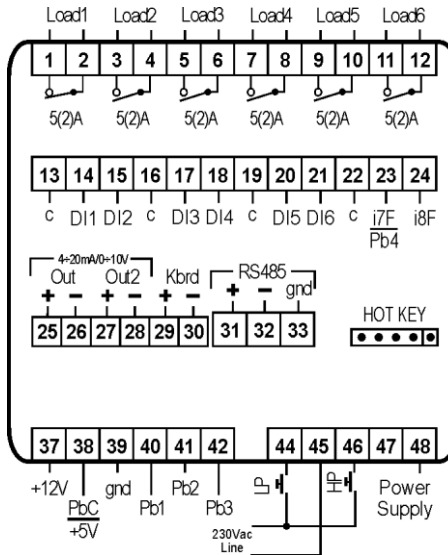 Load1 Load2 Load3 Load4 Load5 Load6
1 2 3 4 5 6 7 8 9 10 11 12
5(2)A 5(2)A 5(2)A 5(2)A 5(2)A 5(2)A
13 14 15 16 17 18 19 20 21 22 23 24
c DI1 DI2 c DI3 DI4 c DI5 DI6 c i7F i8F
Pb4
4÷20mA/0÷10V
Out Out2 Kbrd RS485
+ - + - + - + - gnd
25 26 27 28 29 30 31 32 33
HOT KEY
37 38 39 40 41 42 44 45 46 47 48
+12V PbC gnd Pb1 Pb2 Pb3 LP HP Power
+5V Supply
230Vac
Line